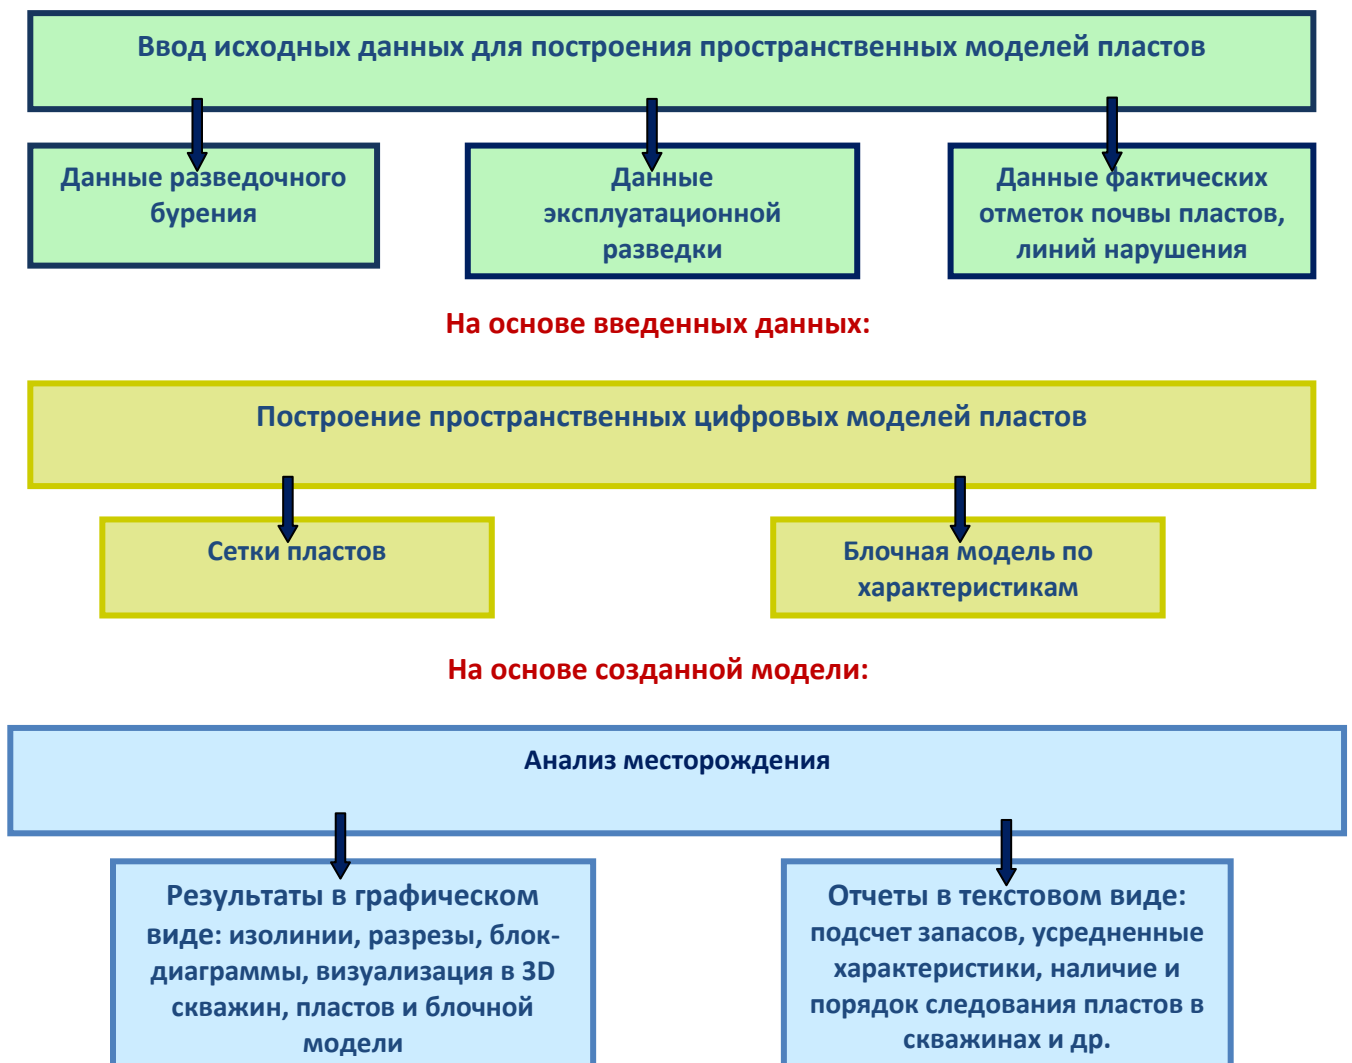 Ввод исходных данных для построения пространственных моделей пластов
Данные разведочного
бурения
Данные
эксплуатационной
разведки
Данные фактических
отметок почвы пластов,
линий нарушения
На основе введенных данных:
Построение пространственных цифровых моделей пластов
Сетки пластов
Блочная модель по
характеристикам
На основе созданной модели:
Анализ месторождения
Результаты в графическом
виде: изолинии, разрезы, блок-
диаграммы, визуализация в 3D
скважин, пластов и блочной
модели
Отчеты в текстовом виде:
подсчет запасов, усредненные
характеристики, наличие и
порядок следования пластов в
скважинах и др.